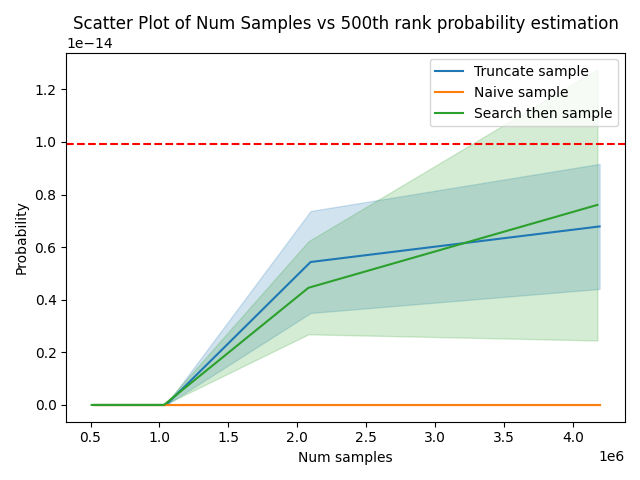 Scatter Plot of Num Samples vs 500th rank probability estimation
1e−14
Truncate sample
Naive sample
Search then sample
1.2
1.0
0.8
0.6
0.4
0.2
0.0
Probability
0.5 1.0 1.5 2.0 2.5 3.0 3.5 4.0
1e6
Num samples